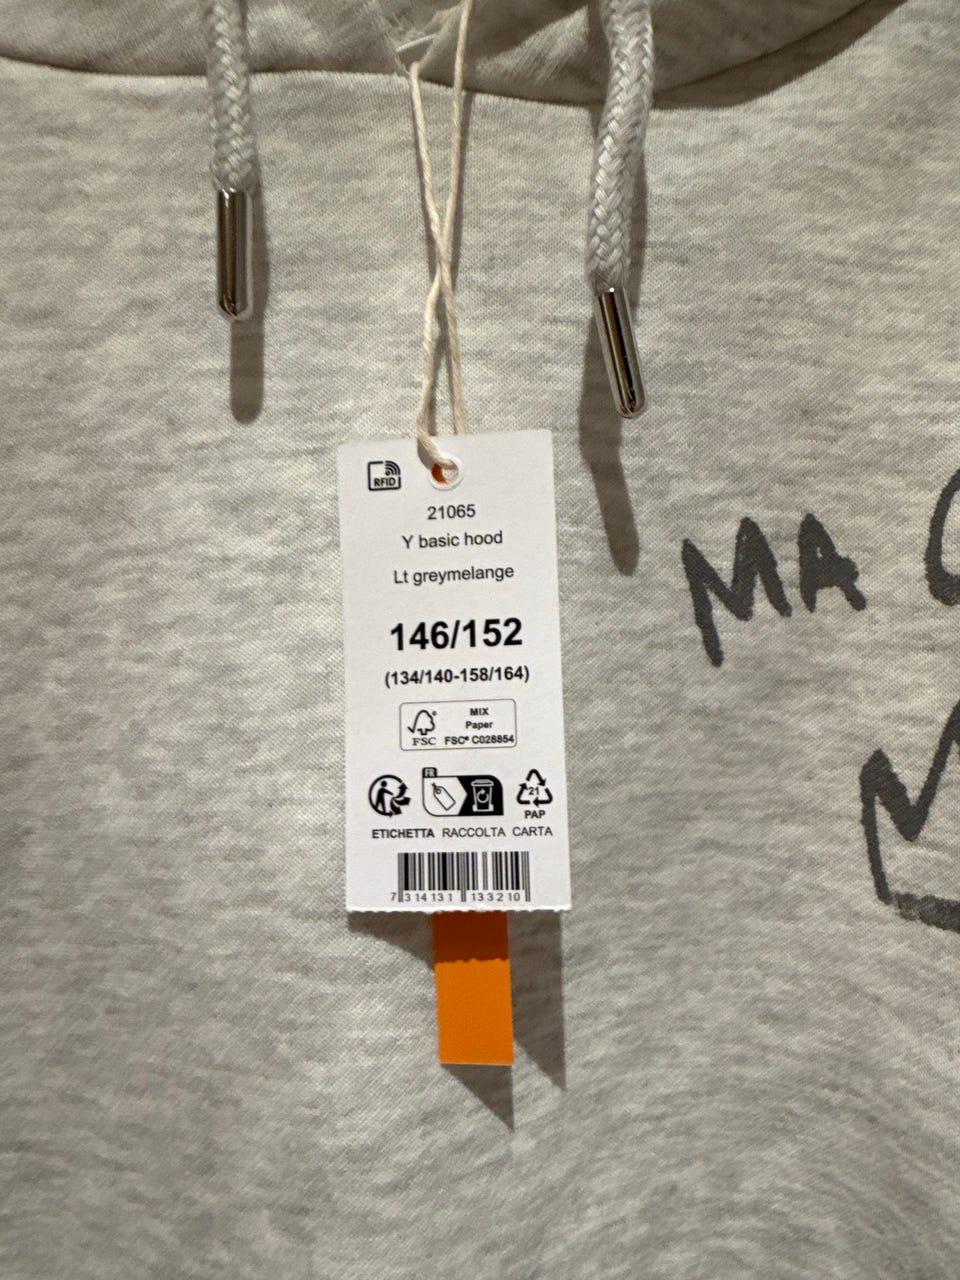 RFID
21065
Y basic hood
Lt greymelange
146/152
(134/140-158/164)
FSC
MIX
Paper
FSC® C028854
FR
21
PAP
ETICHETTA RACCOLTA CARTA
7 314131 133210
MA